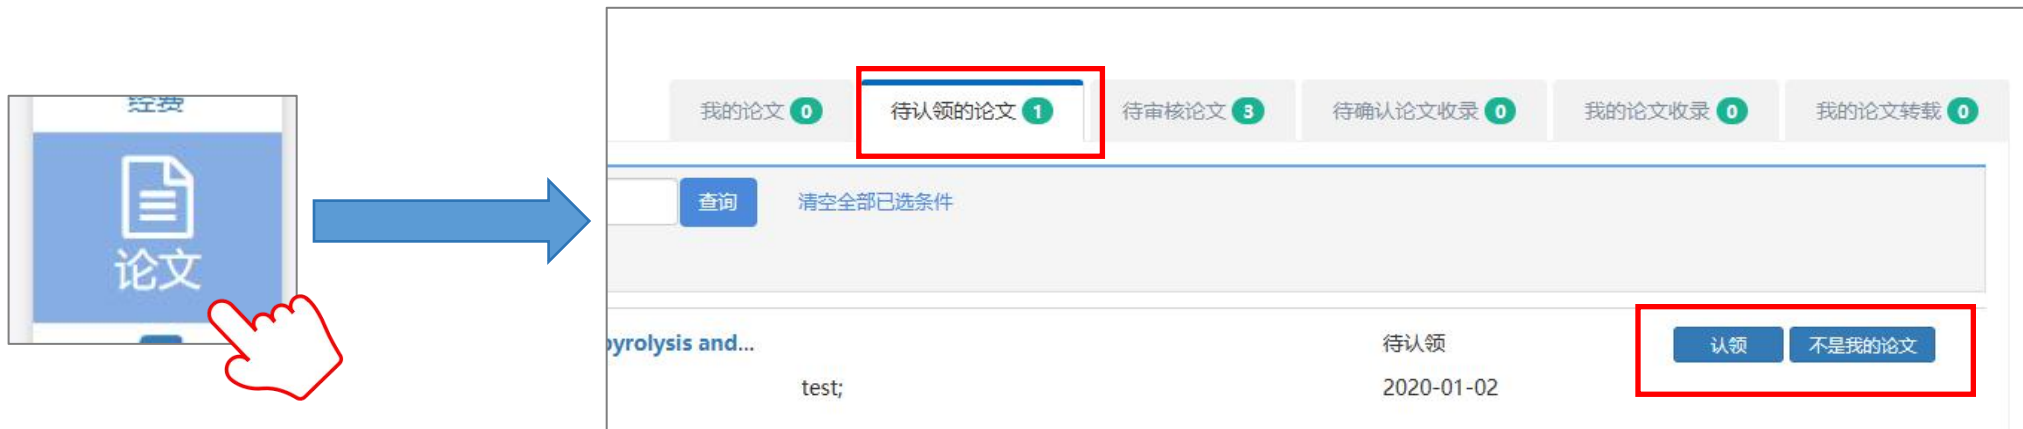 经费
论文
我的论文 0
待认领的论文 1
待审核论文 3
待确认论文收录 0
我的论文收录 0
我的论文转载 0
查询
清空全部已选条件
pyrolysis and...
待认领
认领
不是我的论文
test;
2020-01-02